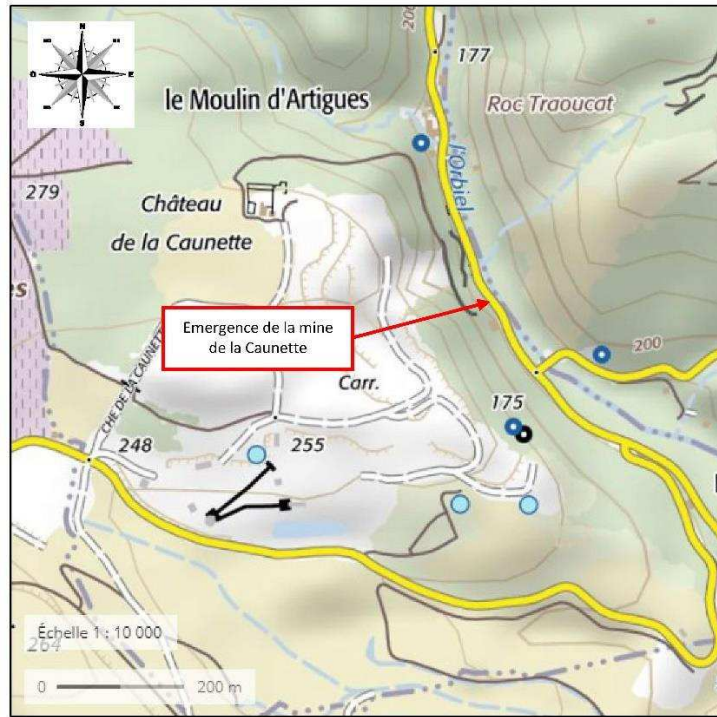 N
O
E
S
200
177
le Moulin d'Artigues
Roc Traoucat
l'Orbiel
279
Château
de la Caunette
Emergence de la mine
de la Caunette
CHE DE LA CAUNETTE
Carr.
200
175
248
255
Échelle 1 : 10 000
264
0
200 m